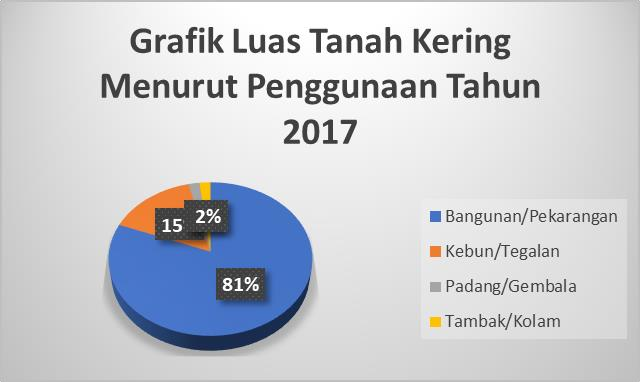 Grafik Luas Tanah Kering
Menurut Penggunaan Tahun
2017
15
2%
81%
Bangunan/Pekarangan
Kebun/Tegalan
Padang/Gembala
Tambak/Kolam